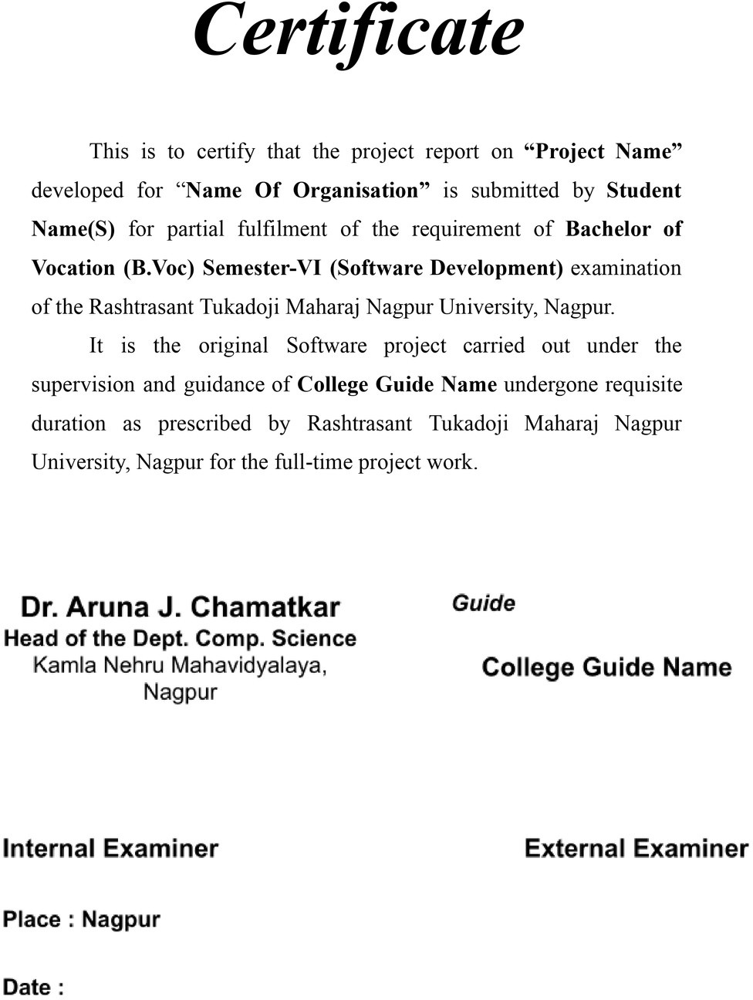 Certificate
This is to certify that the project report on “Project Name”
developed for “Name Of Organisation” is submitted by Student
Name(S) for partial fulfilment of the requirement of Bachelor of
Vocation (B.Voc) Semester-VI (Software Development) examination
of the Rashtrasant Tukadoji Maharaj Nagpur University, Nagpur.
It is the original Software project carried out under the
supervision and guidance of College Guide Name undergone requisite
duration as prescribed by Rashtrasant Tukadoji Maharaj Nagpur
University, Nagpur for the full-time project work.
Dr. Aruna J. Chamatkar
Head of the Dept. Comp. Science
Kamla Nehru Mahavidyalaya,
Nagpur
Guide
College Guide Name
Internal Examiner
External Examiner
Place : Nagpur
Date :